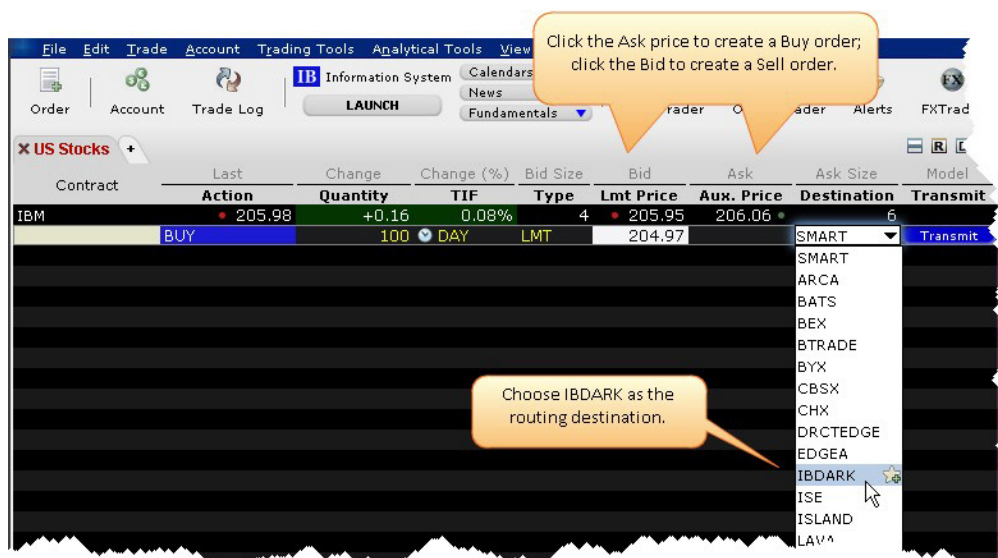 Click the Ask price to create a Buy order;
click the Bid to create a Sell order.
File Edit Trade Account Trading Tools Analytical Tools View
IB Information System Calendars
News
Fundamentals
LAUNCH
Order Account Trade Log ader O ader Alerts FXTrad
FX
US Stocks +
R
Contract Last Change Change (%) Bid Size Bid Ask Ask Size Model
Action Quantity TIF Type Lmt Price Aux. Price Destination Transmit
IBM 205.98 +0.16 0.08% 4 205.95 206.06 6
BUY 100 DAY LMT 204.97 SMART Transmit
SMART
ARCA
BATS
BEX
BTRADE
BYX
CBSX
CHX
DRCTEDGE
EDGEA
IBDARK
ISE
ISLAND
Choose IBDARK as the
routing destination.